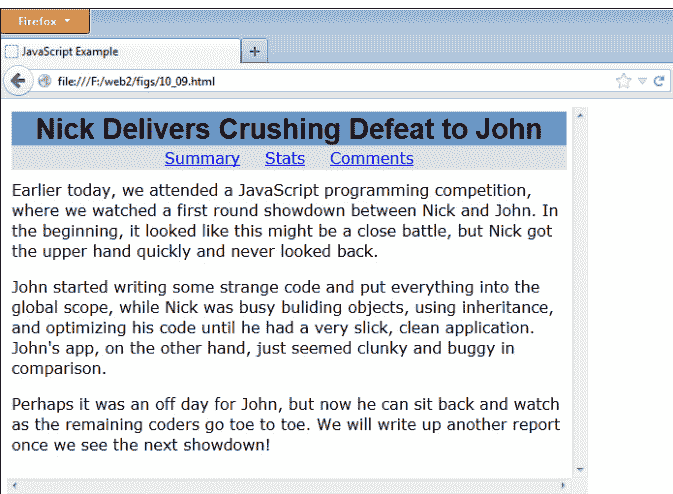 Firefox
JavaScript Example
file:///F:/web2/figs/10_09.html
Nick Delivers Crushing Defeat to John
Summary Stats Comments
Earlier today, we attended a JavaScript programming competition,
where we watched a first round showdown between Nick and John. In
the beginning, it looked like this might be a close battle, but Nick got
the upper hand quickly and never looked back.
John started writing some strange code and put everything into the
global scope, while Nick was busy buliding objects, using inheritance,
and optimizing his code until he had a very slick, clean application.
John's app, on the other hand, just seemed clunky and buggy in
comparison.
Perhaps it was an off day for John, but now he can sit back and watch
as the remaining coders go toe to toe. We will write up another report
once we see the next showdown!